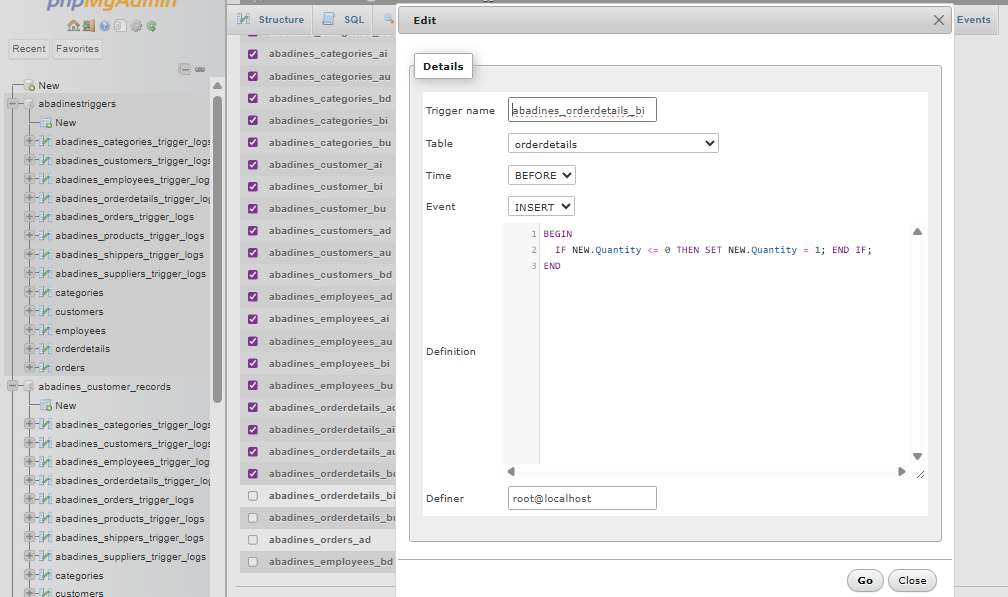 phpMyAdmin
Recent
Favorites
New
abadinestriggers
New
abadines_categories_trigger_logs
abadines_customers_trigger_logs
abadines_employees_trigger_log
abadines_orderdetails_trigger_log
abadines_orders_trigger_logs
abadines_products_trigger_logs
abadines_shippers_trigger_logs
abadines_suppliers_trigger_logs
categories
customers
employees
orderdetails
orders
abadines_customer_records
New
abadines_categories_trigger_logs
abadines_customers_trigger_logs
abadines_employees_trigger_log
abadines_orderdetails_trigger_log
abadines_orders_trigger_logs
abadines_products_trigger_logs
abadines_shippers_trigger_logs
abadines_suppliers_trigger_logs
categories
customers
Structure
SQL
Events
abadines_categories_ai
abadines_categories_au
abadines_categories_bd
abadines_categories_bi
abadines_categories_bu
abadines_customer_ai
abadines_customer_bi
abadines_customer_bu
abadines_customers_ad
abadines_customers_au
abadines_customers_bd
abadines_employees_ad
abadines_employees_ai
abadines_employees_au
abadines_employees_bi
abadines_employees_bu
abadines_orderdetails_ad
abadines_orderdetails_ai
abadines_orderdetails_au
abadines_orderdetails_bd
abadines_orderdetails_bi
abadines_orderdetails_bu
abadines_orders_ad
abadines_employees_bd
Edit
Details
Trigger name
abadines_orderdetails_bi
Table
orderdetails
Time
BEFORE
Event
INSERT
Definition
1 BEGIN
2 IF NEW.Quantity <= 0 THEN SET NEW.Quantity = 1; END IF;
3 END
Definer
root@localhost
Go
Close